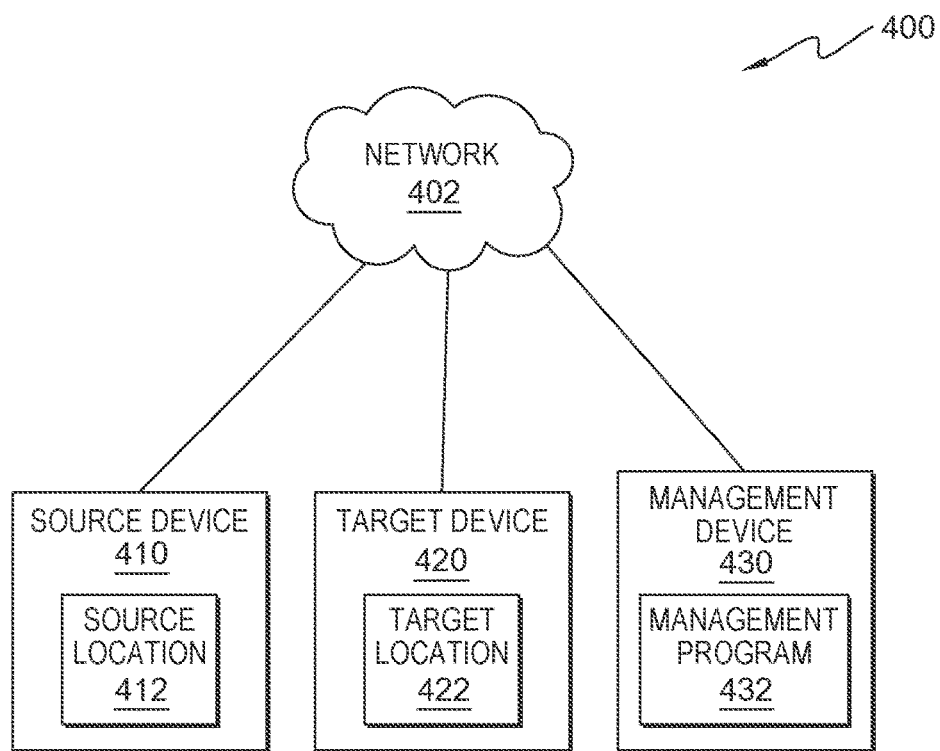 400
NETWORK
402
SOURCE DEVICE
410
SOURCE
LOCATION
412
TARGET DEVICE
420
TARGET
LOCATION
422
MANAGEMENT
DEVICE
430
MANAGEMENT
PROGRAM
432